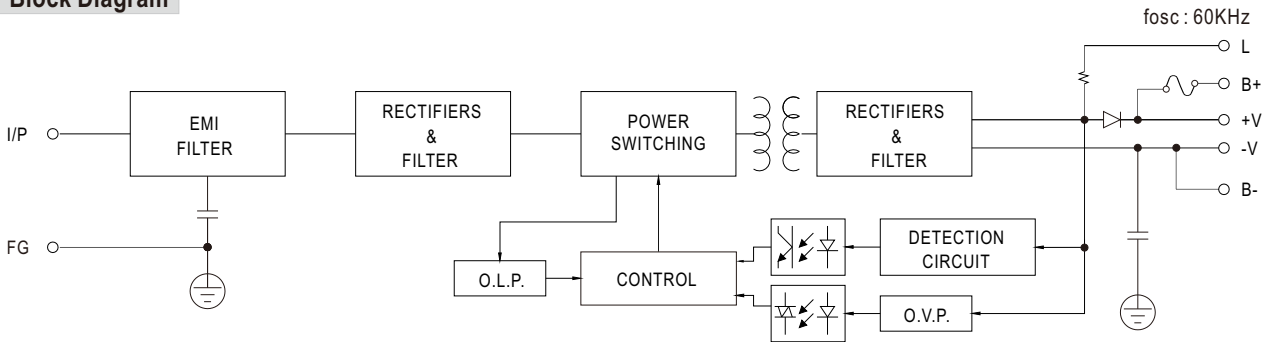 Block Diagram
fosc : 60KHz
L
B+
+V
-V
B-
I/P
FG
EMI
FILTER
RECTIFIERS
&
FILTER
POWER
SWITCHING
RECTIFIERS
&
FILTER
O.L.P.
CONTROL
DETECTION
CIRCUIT
O.V.P.